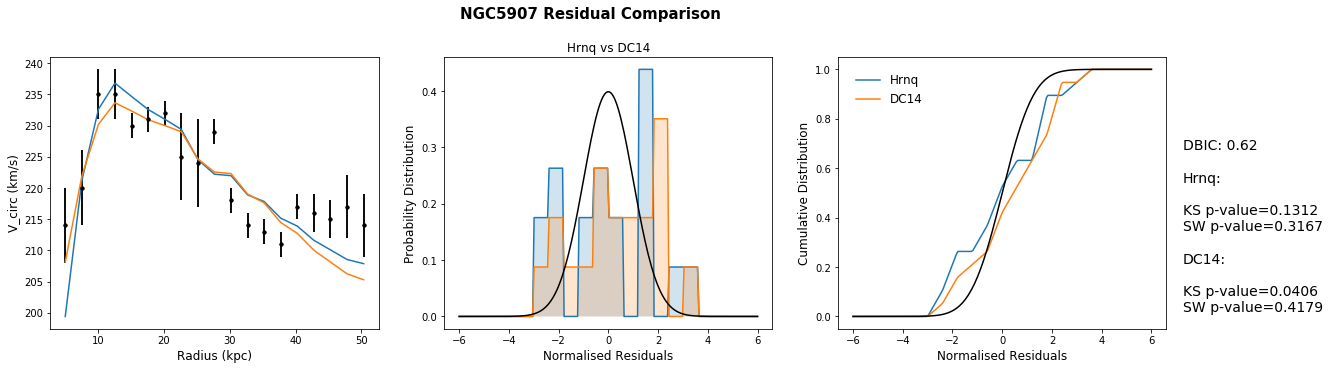 NGC5907 Residual Comparison
Hrnq vs DC14
240
235
230
225
220
215
210
205
200
V_circ (km/s)
10
20
30
40
50
Radius (kpc)
0.4
0.3
0.2
0.1
0.0
Probability Distribution
−6
−4
−2
0
2
4
6
Normalised Residuals
1.0
0.8
0.6
0.4
0.2
0.0
Cumulative Distribution
Hrnq
DC14
−6
−4
−2
0
2
4
6
Normalised Residuals
DBIC: 0.62
Hrnq:
KS p-value=0.1312
SW p-value=0.3167
DC14:
KS p-value=0.0406
SW p-value=0.4179